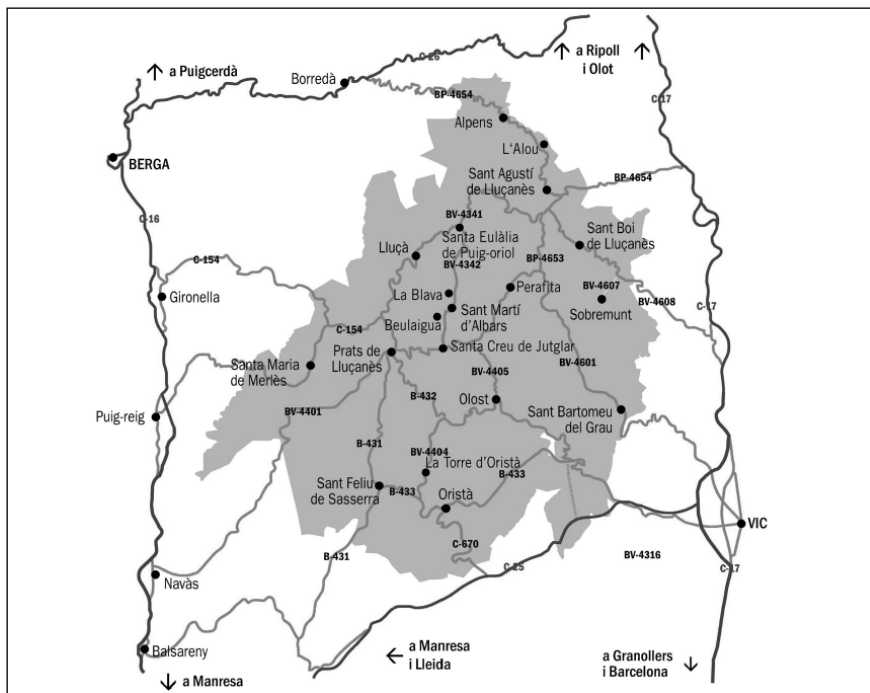 a Puigcerdà
Borredà
C-26
a Ripoll
i Olot
BP-4654
C-17
Alpens
L'Alou
BERGA
Sant Agustí
de Lluçanès
BP-4654
C-16
BV-4341
Santa Eulàlia
de Puig-oriol
Sant Boi
de Lluçanès
Lluçà
BV-4342
BP-4653
C-154
Gironella
La Blava
Perafita
BV-4607
BV-4608
Sobremunt
C-17
Beulaigua
Sant Martí
d'Albars
C-154
Prats de
Lluçanès
Santa Creu de Jutglar
Santa Maria
de Merlès
BV-4405
BV-4601
B-432
Olost
Puig-reig
BV-4401
Sant Bartomeu
del Grau
B-431
BV-4404
La Torre d'Oristà
B-433
Sant Feliu
de Sasserra
B-433
Oristà
VIC
C-670
B-431
C-25
BV-4316
C-17
Navàs
Balsareny
a Manresa
a Manresa
i Lleida
a Granollers
i Barcelona